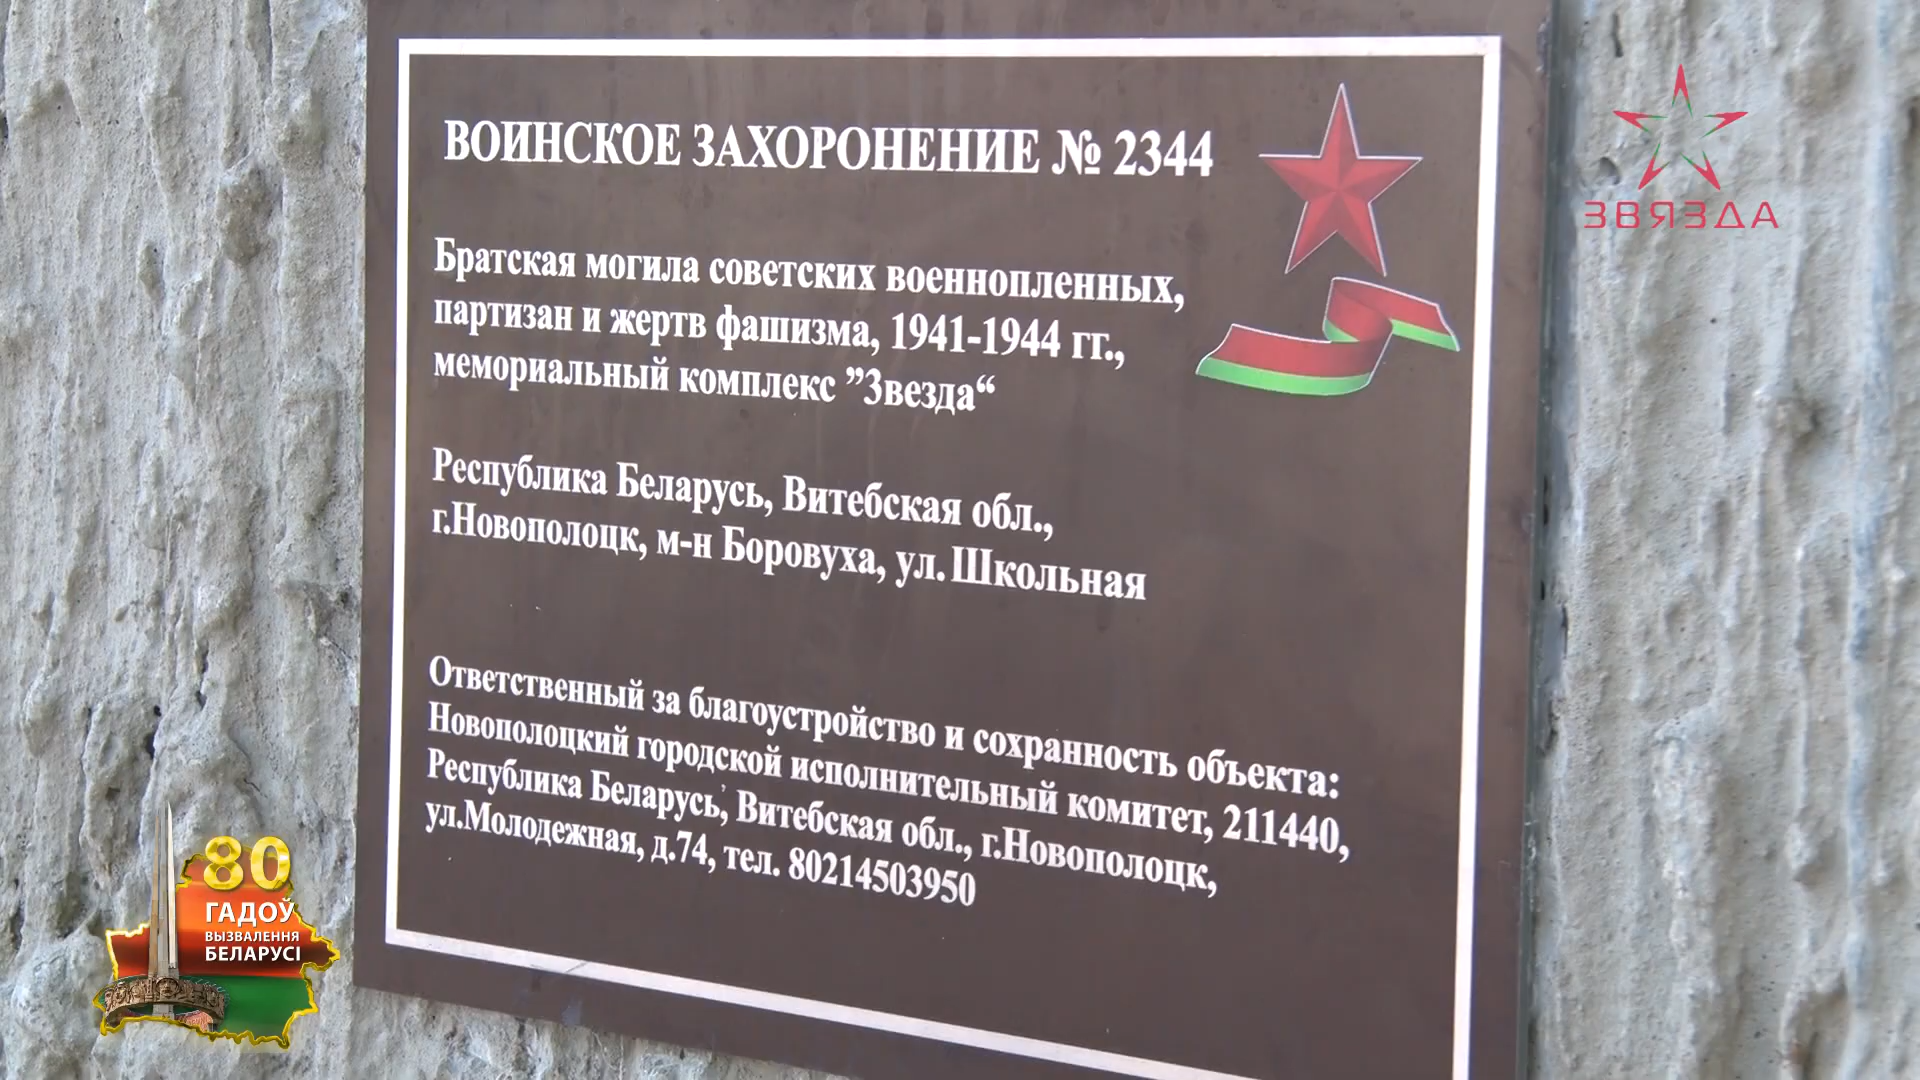 ВОИНСКОЕ ЗАХОРОНЕНИЕ № 2344
ЗВЯЗДА
Братская могила советских военнопленных,
партизан и жертв фашизма, 1941-1944 гг.,
мемориальный комплекс ”Звезда“
Республика Беларусь, Витебская обл.,
г.Новополоцк, м-н Боровуха, ул. Школьная
Ответственный за благоустройство и сохранность объекта:
Новополоцкий городской исполнительный комитет, 211440,
Республика Беларусь, Витебская обл., г.Новополоцк,
ул.Молодежная, д.74, тел. 80214503950
80
ГАДОЎ
ВЫЗВАЛЕННЯ
БЕЛАРУСІ